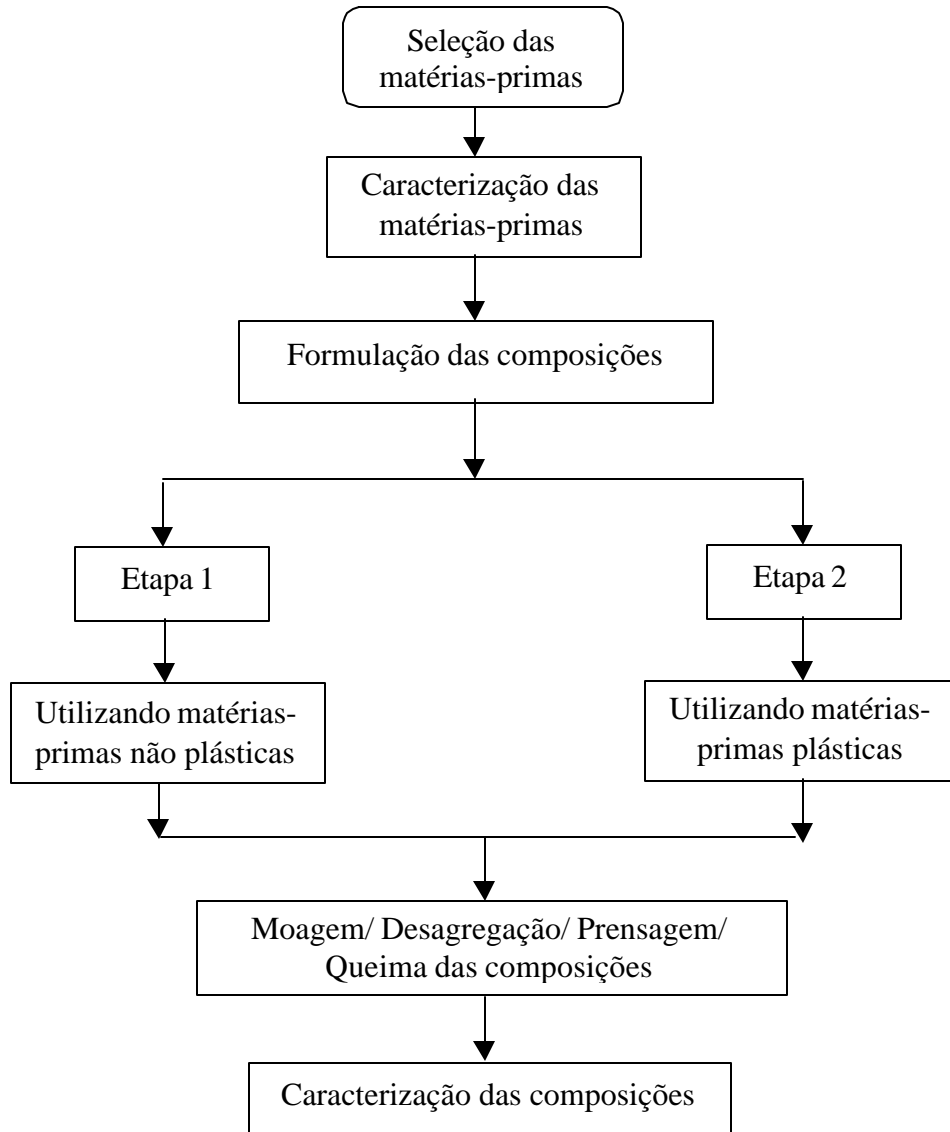 Seleção das
matérias-primas
Caracterização das
matérias-primas
Formulação das composições
Etapa 1
Etapa 2
Utilizando matérias-
primas não plásticas
Utilizando matérias-
primas plásticas
Moagem/ Desagregação/ Prensagem/
Queima das composições
Caracterização das composições